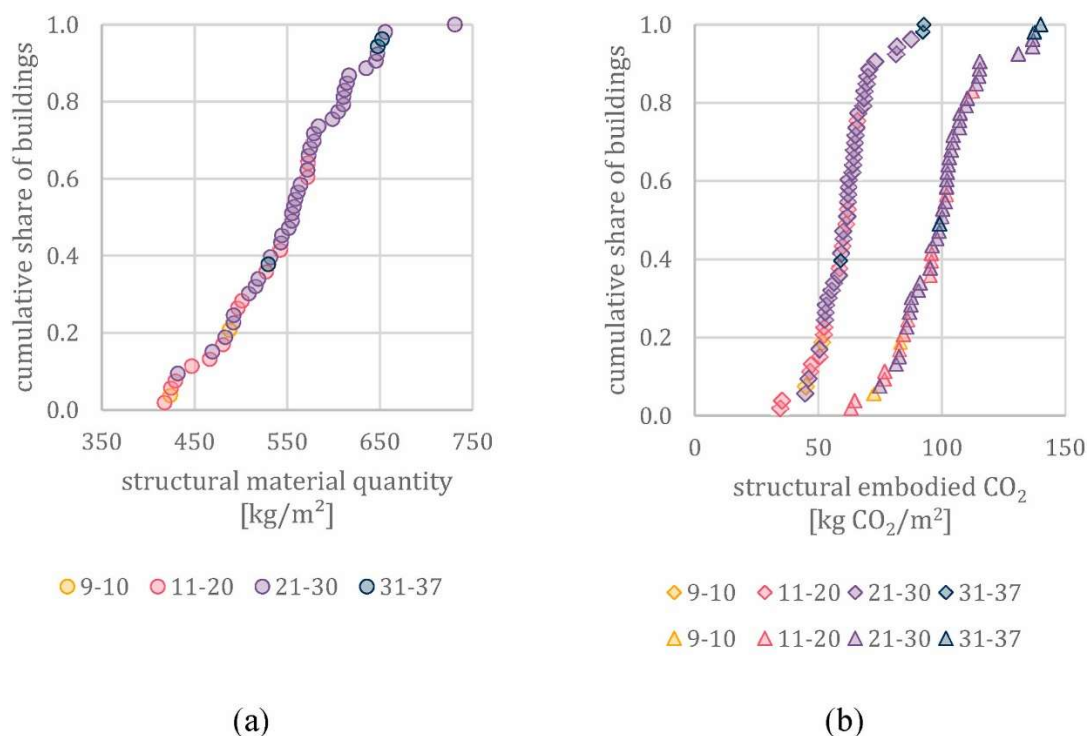 cumulative share of buildings
1.0
0.8
0.6
0.4
0.2
0.0
350 450 550 650 750
structural material quantity
[kg/m²]
9-10 11-20 21-30 31-37
(a)
cumulative share of buildings
1.0
0.8
0.6
0.4
0.2
0.0
0 50 100 150
structural embodied CO₂
[kg CO₂/m²]
9-10 11-20 21-30 31-37
9-10 11-20 21-30 31-37
(b)